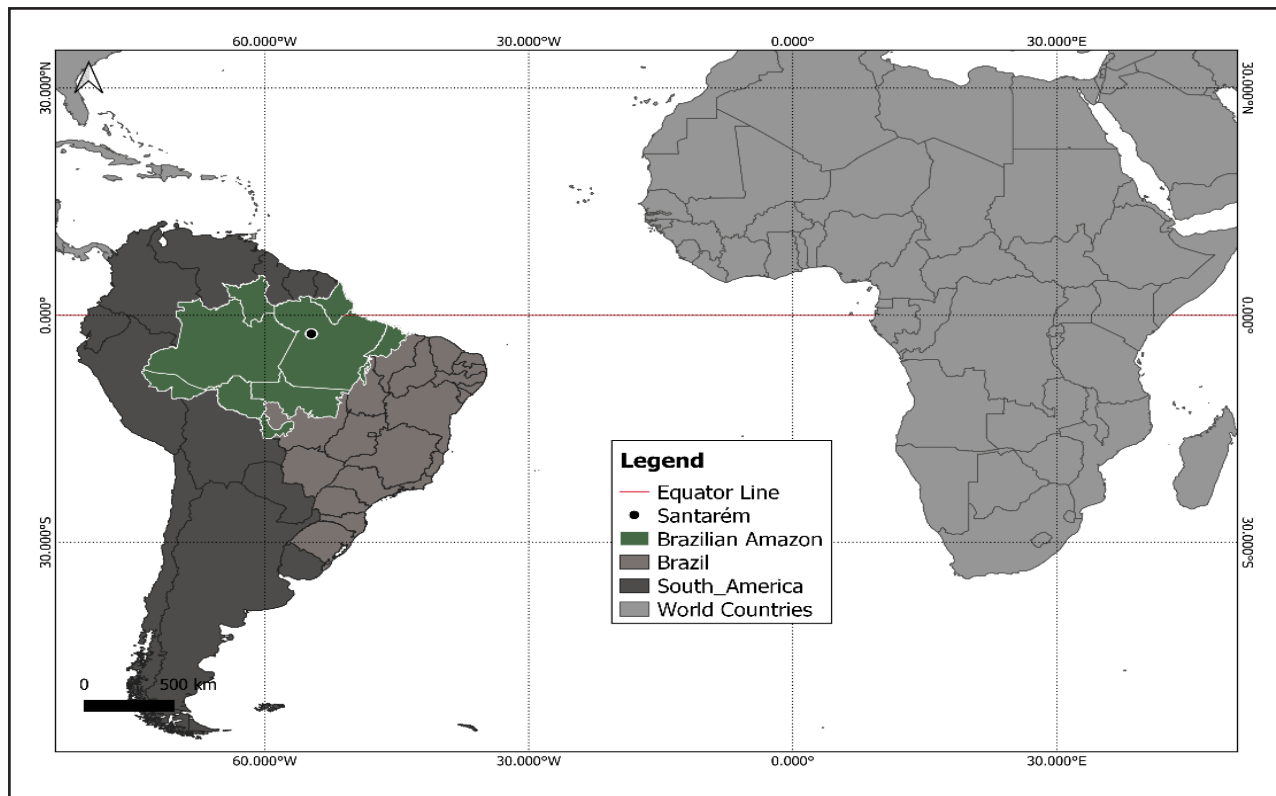 60.000°W 30.000°W 0.000° 30.000°E
30.000°N 30.000°N
0.000° 0.000°
30.000°S 30.000°S
Legend
Equator Line
Santarém
Brazilian Amazon
Brazil
South_America
World Countries
0 500 km
60.000°W 30.000°W 0.000° 30.000°E